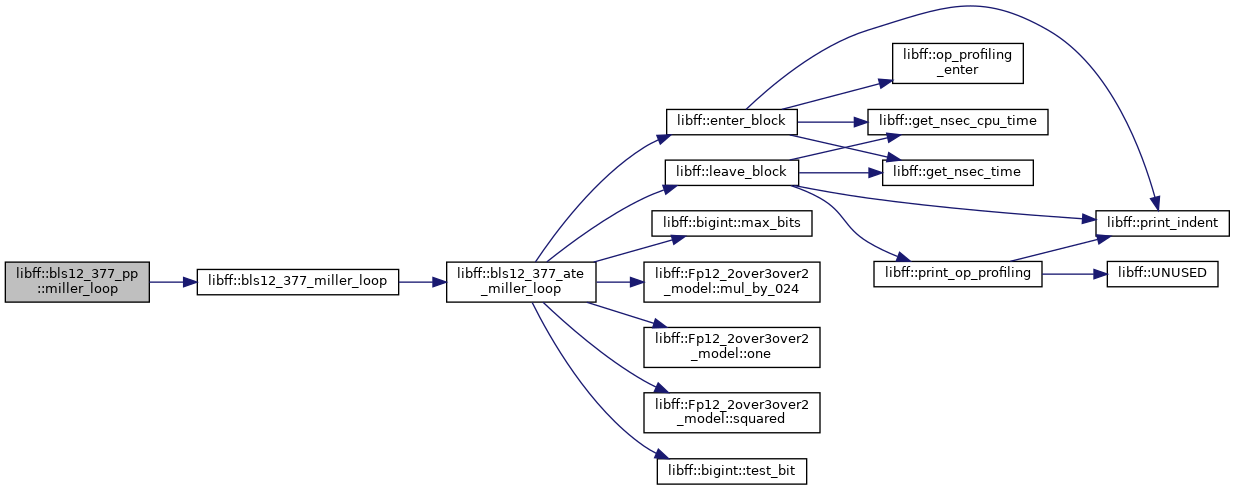 libff::bls12_377_pp
::miller_loop
libff::bls12_377_miller_loop
libff::bls12_377_ate
_miller_loop
libff::enter_block
libff::leave_block
libff::bigint::max_bits
libff::Fp12_2over3over2
_model::mul_by_024
libff::Fp12_2over3over2
_model::one
libff::Fp12_2over3over2
_model::squared
libff::bigint::test_bit
libff::op_profiling
_enter
libff::get_nsec_cpu_time
libff::get_nsec_time
libff::print_op_profiling
libff::print_indent
libff::UNUSED